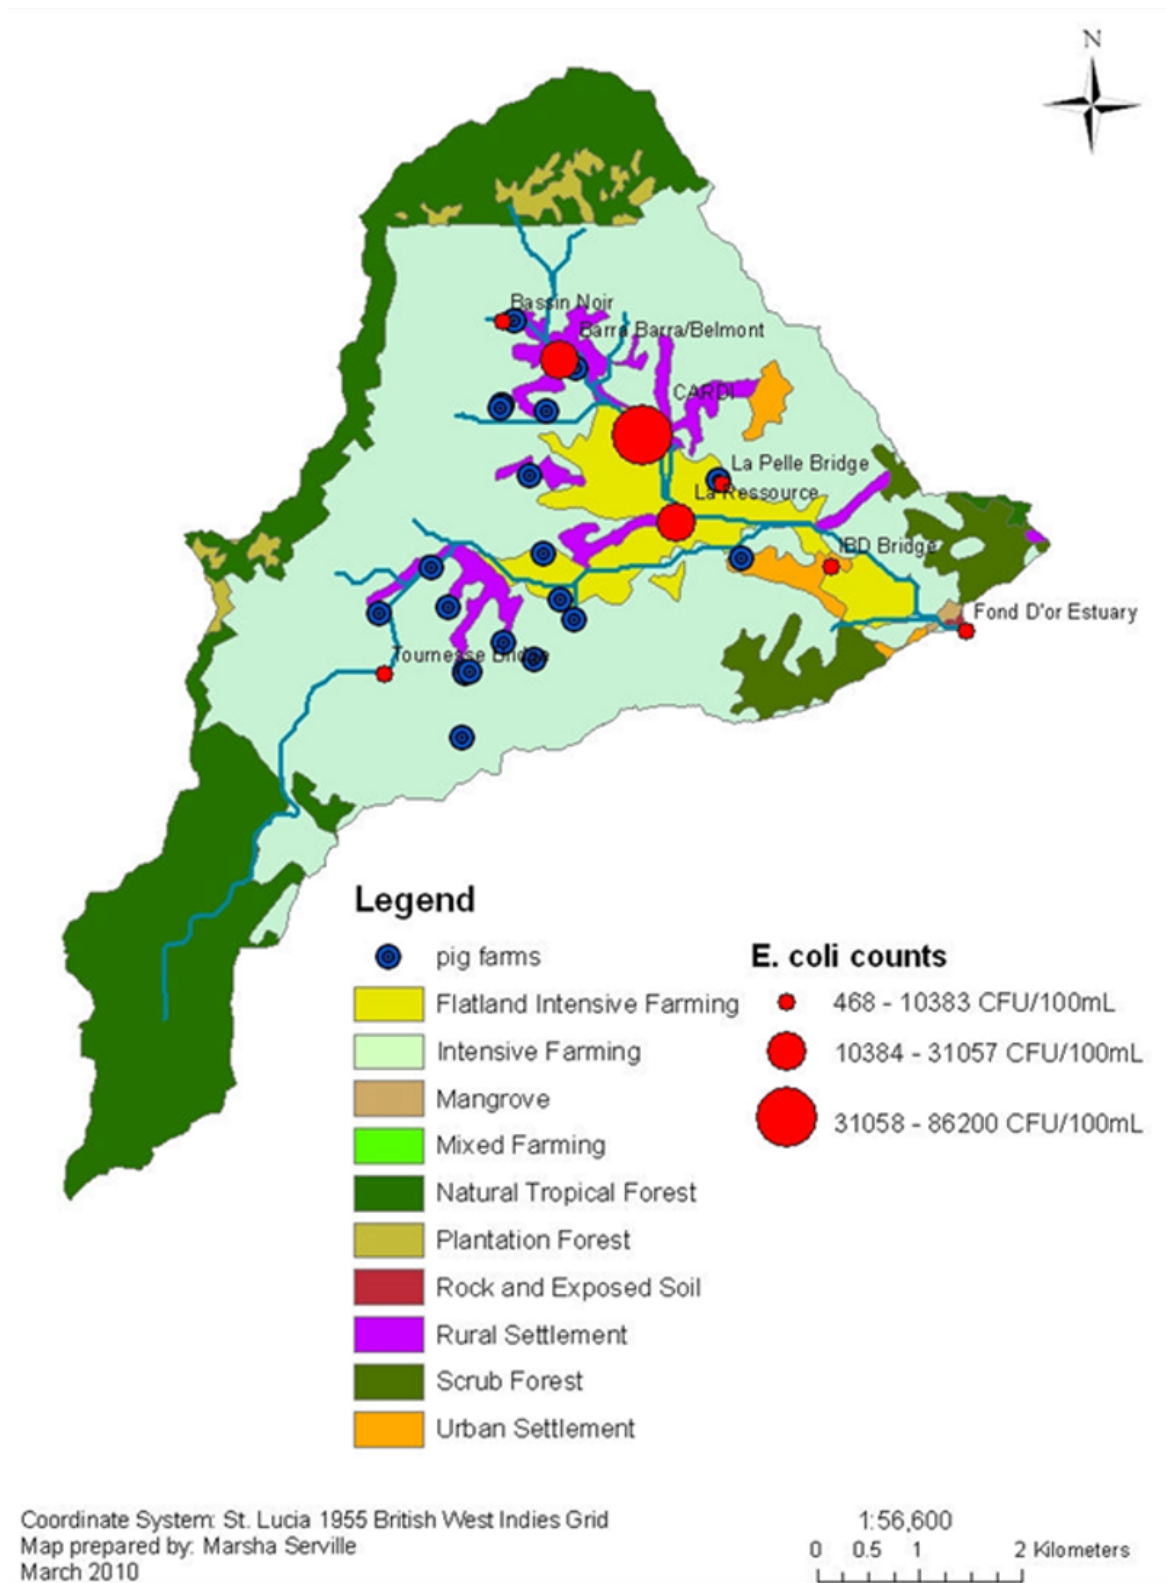 N
Bassin Noir
Barra Barra/Belmont
CARDI
La Pelle Bridge
La Ressource
IBD Bridge
Fond D'or Estuary
Tournesse Bridge
Legend
pig farms
Flatland Intensive Farming
Intensive Farming
Mangrove
Mixed Farming
Natural Tropical Forest
Plantation Forest
Rock and Exposed Soil
Rural Settlement
Scrub Forest
Urban Settlement
E. coli counts
468 - 10383 CFU/100mL
10384 - 31057 CFU/100mL
31058 - 86200 CFU/100mL
Coordinate System: St. Lucia 1955 British West Indies Grid
Map prepared by: Marsha Serville
March 2010
1:56,600
0 0.5 1 2 Kilometers